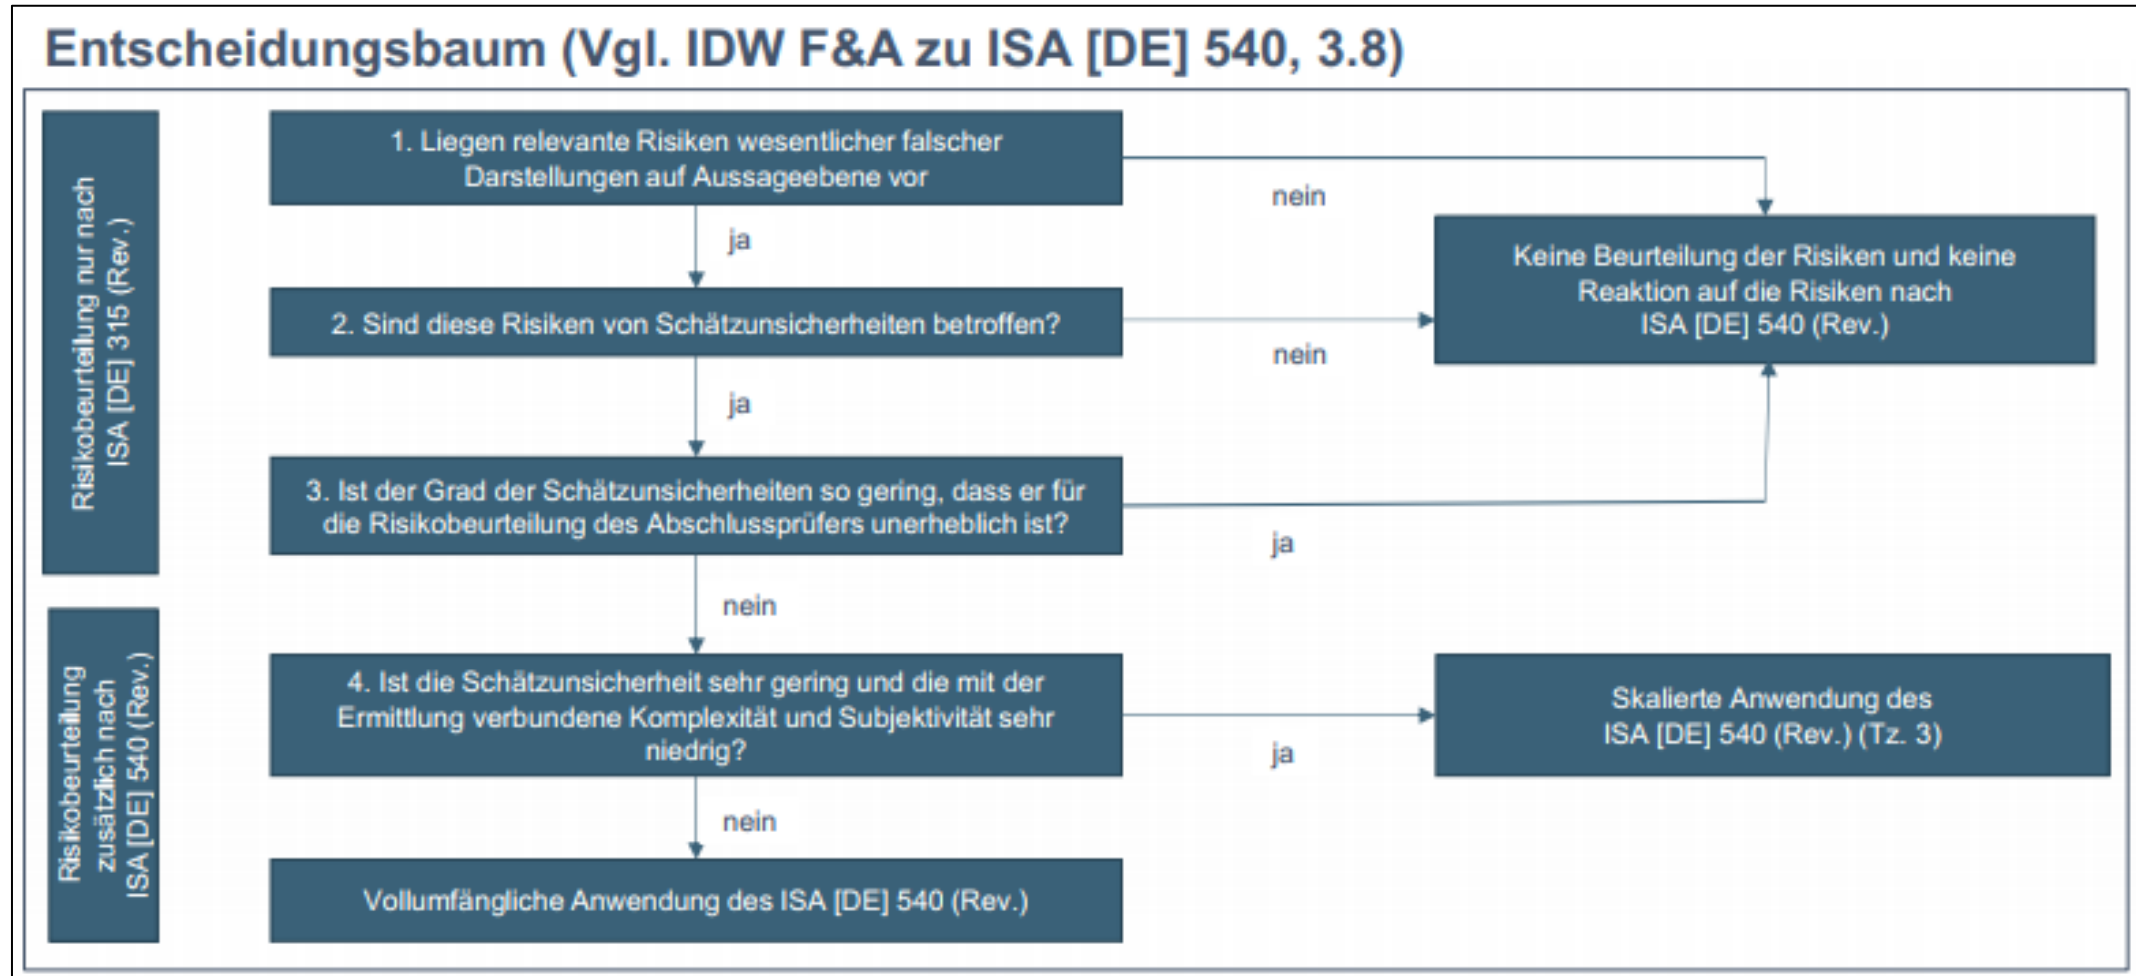 Entscheidungsbaum (Vgl. IDW F&A zu ISA [DE] 540, 3.8)
Risikobeurteilung nur nach
ISA [DE] 315 (Rev.)
1. Liegen relevante Risiken wesentlicher falscher
Darstellungen auf Aussageebene vor
nein
ja
Keine Beurteilung der Risiken und keine
Reaktion auf die Risiken nach
ISA [DE] 540 (Rev.)
2. Sind diese Risiken von Schätzunsicherheiten betroffen?
nein
ja
3. Ist der Grad der Schätzunsicherheiten so gering, dass er für
die Risikobeurteilung des Abschlussprüfers unerheblich ist?
ja
nein
Risikobeurteilung
zusätzlich nach
ISA [DE] 540 (Rev.)
4. Ist die Schätzunsicherheit sehr gering und die mit der
Ermittlung verbundene Komplexität und Subjektivität sehr
niedrig?
ja
Skalierte Anwendung des
ISA [DE] 540 (Rev.) (Tz. 3)
nein
Vollumfängliche Anwendung des ISA [DE] 540 (Rev.)